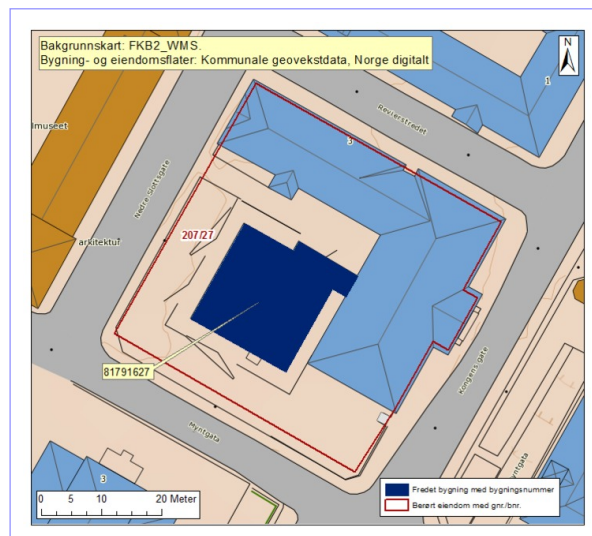 Bakgrunnskart: FKB2_WMS.
Bygning- og eiendomsflater: Kommunale geovekstdata, Norge digitalt
N
1
Revierstredet
lmuseet
3
Nedre Slottsgate
207/27
arkitektur
81791627
Kongens gate
Myntgata
yntgata
3
0 5 10 20 Meter
Fredet bygning med bygningsnummer
Berørt eiendom med gnr./bnr.